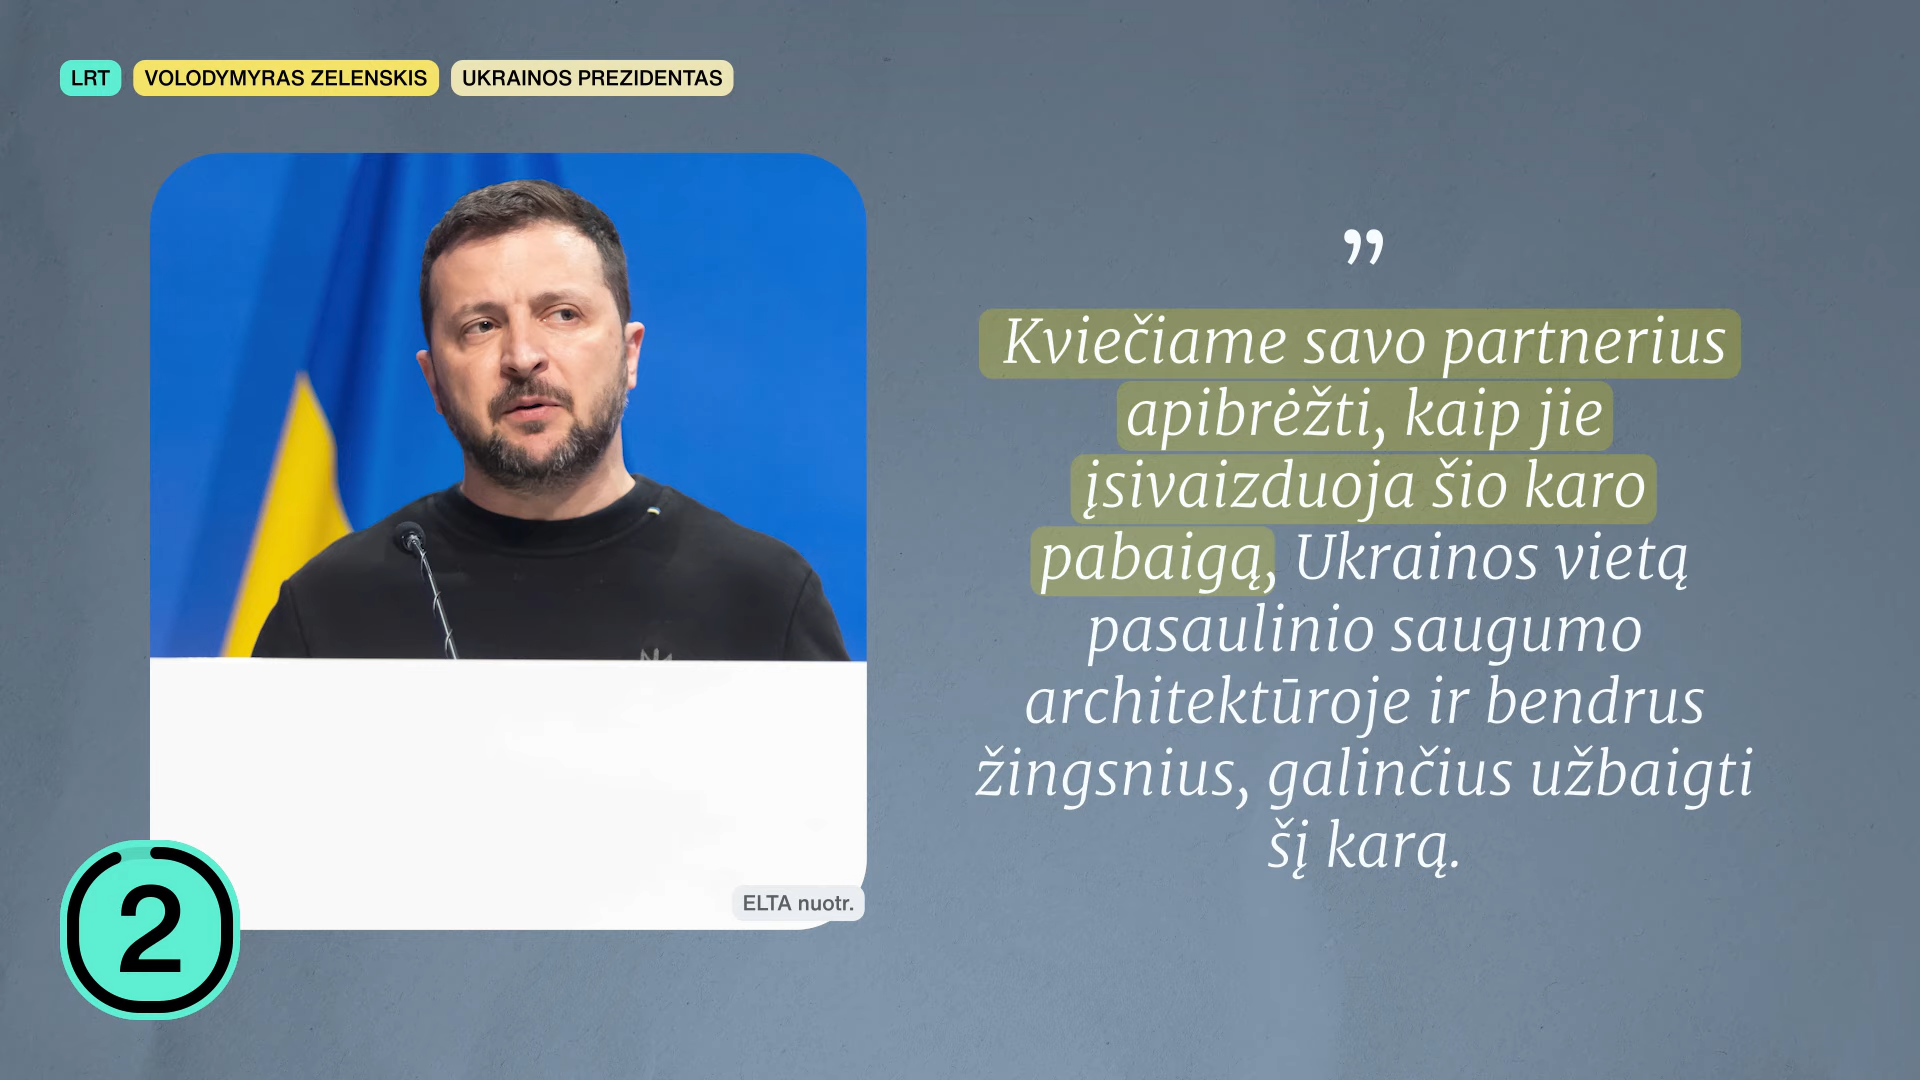 LRT VOLODYMYRAS ZELENSKIS UKRAINOS PREZIDENTAS
”
Kviečiame savo partnerius
apibrėžti, kaip jie
įsivaizduoja šio karo
pabaigą, Ukrainos vietą
pasaulinio saugumo
architektūroje ir bendrus
žingsnius, galinčius užbaigti
šį karą.
ELTA nuotr.
2